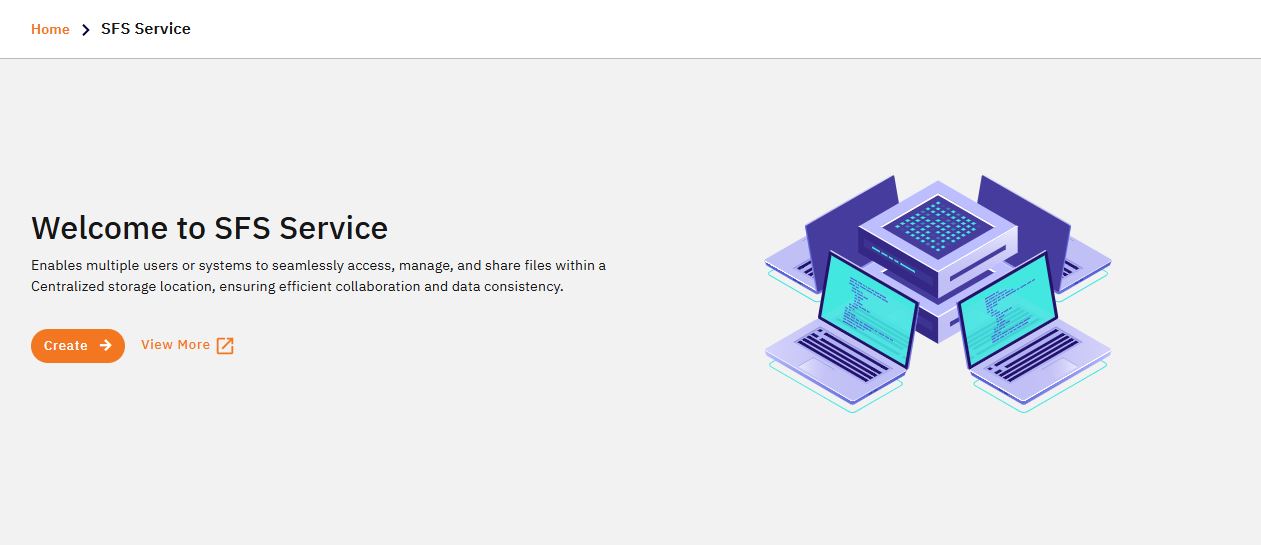 Home > SFS Service
Welcome to SFS Service
Enables multiple users or systems to seamlessly access, manage, and share files within a
Centralized storage location, ensuring efficient collaboration and data consistency.
Create → View More